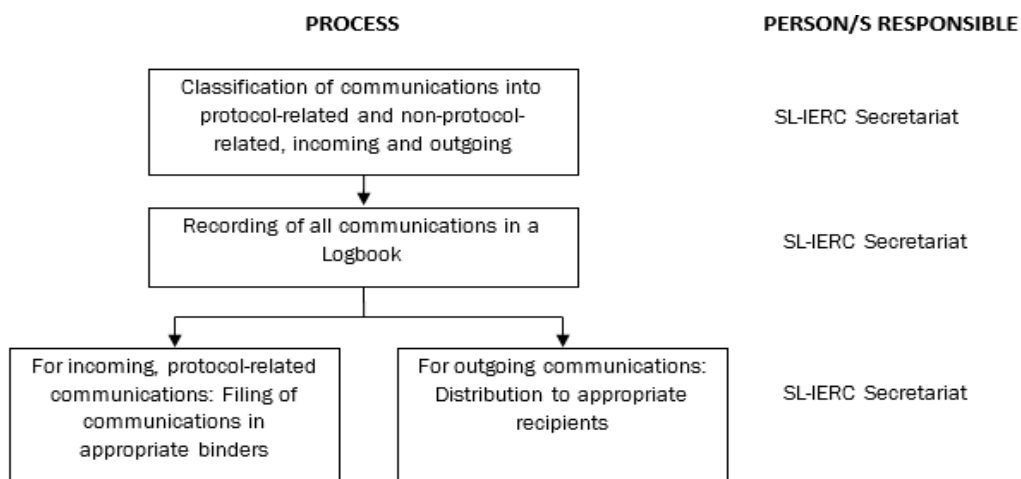 PROCESS
PERSON/S RESPONSIBLE
Classification of communications into
protocol-related and non-protocol-
related, incoming and outgoing
SL-IERC Secretariat
Recording of all communications in a
Logbook
SL-IERC Secretariat
For incoming, protocol-related
communications: Filing of
communications in
appropriate binders
For outgoing communications:
Distribution to appropriate
recipients
SL-IERC Secretariat